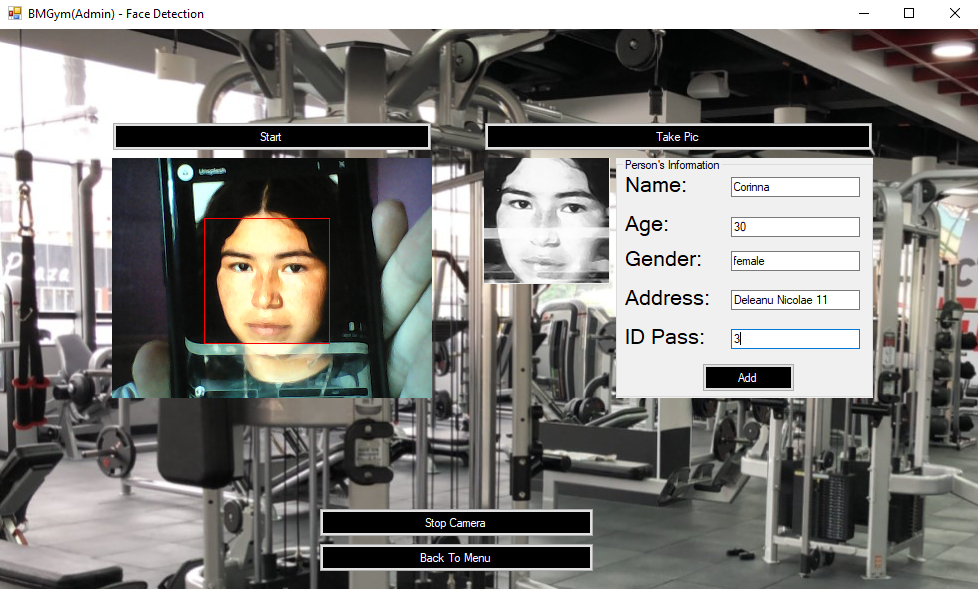 BMGym(Admin) - Face Detection
Start
Take Pic
Unsplash
Person's Information
Name: Corinna
Age: 30
Gender: female
Address: Deleanu Nicolae 11
ID Pass: 3
Add
Plaza
Stop Camera
Back To Menu